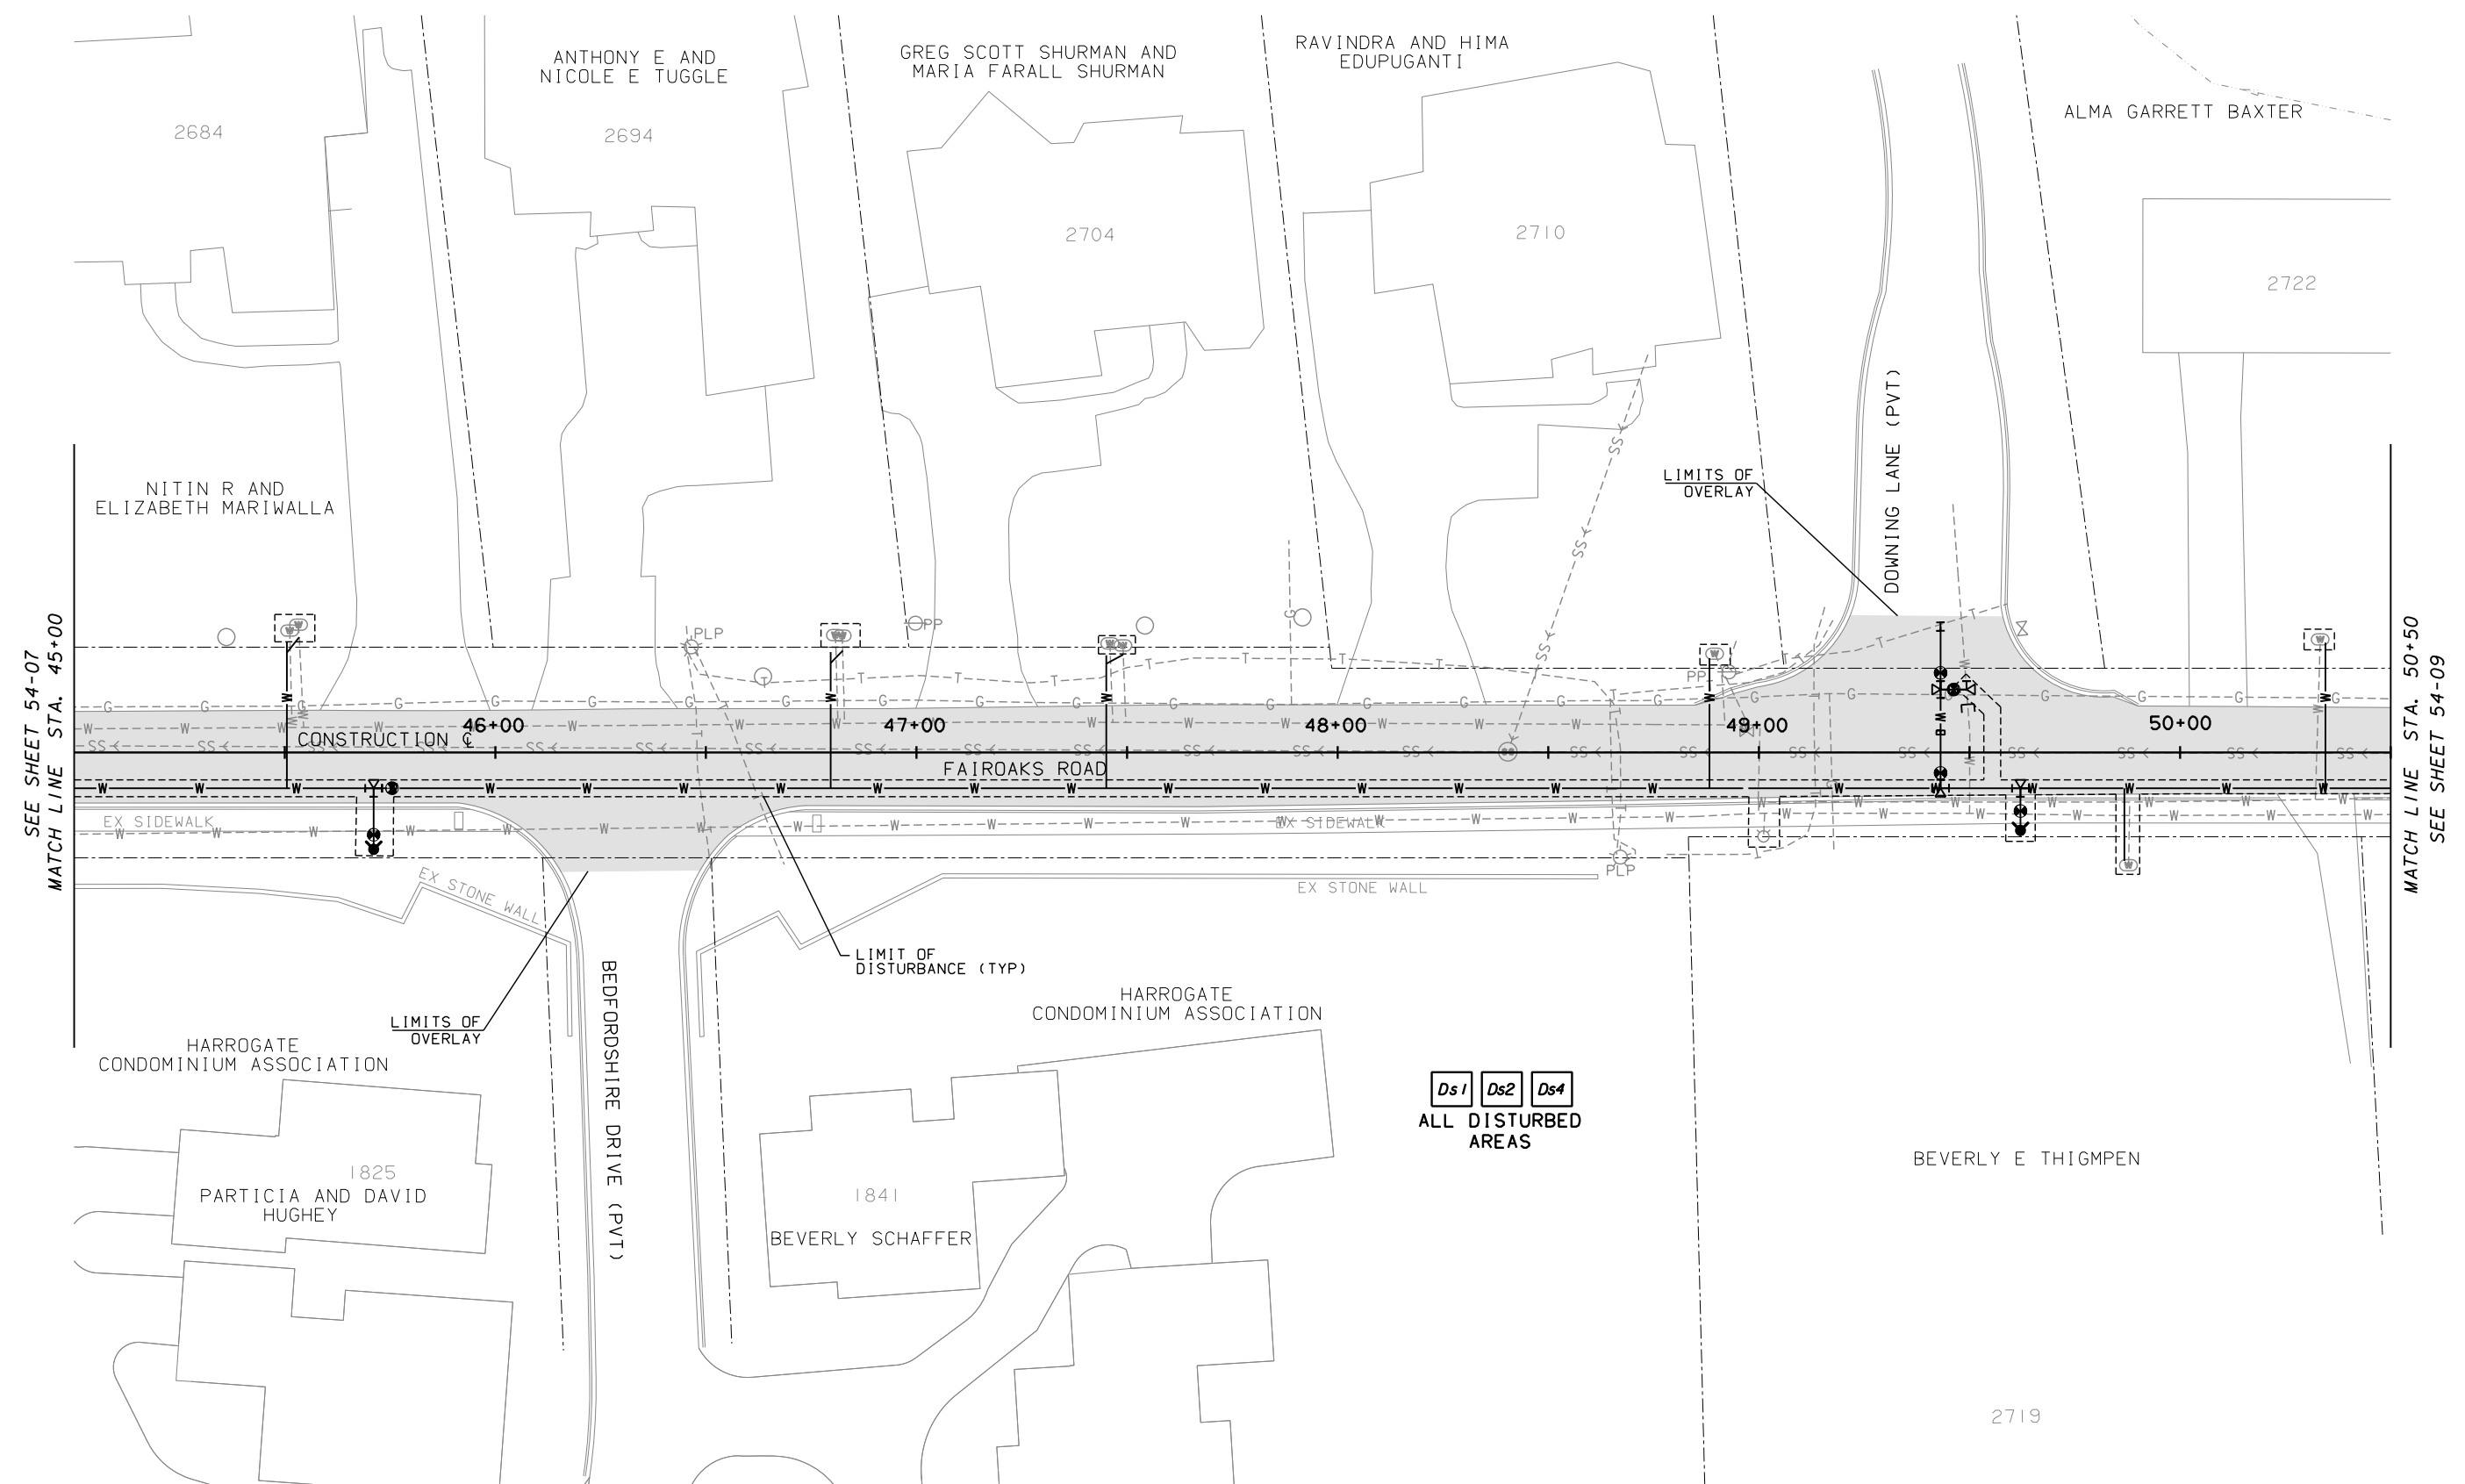 ANTHONY E AND
NICOLE E TUGGLE
GREG SCOTT SHURMAN AND
MARIA FARALL SHURMAN
RAVINDRA AND HIMA
EDUPUGANTI
ALMA GARRETT BAXTER
2684
2694
2704
2710
2722
NITIN R AND
ELIZABETH MARIWALLA
LIMITS OF
OVERLAY
DOWNING LANE (PVT)
SEE SHEET 54-07
MATCH LINE STA. 45+00
MATCH LINE STA. 50+50
SEE SHEET 54-09
PLP
PP
PP
46+00
47+00
48+00
49+00
50+00
CONSTRUCTION ℄
FAIROAKS ROAD
EX SIDEWALK
EX SIDEWALK
PLP
EX STONE WALL
EX STONE WALL
LIMIT OF
DISTURBANCE (TYP)
LIMITS OF
OVERLAY
BEDFORDSHIRE DRIVE (PVT)
HARROGATE
CONDOMINIUM ASSOCIATION
HARROGATE
CONDOMINIUM ASSOCIATION
Ds1 Ds2 Ds4
ALL DISTURBED
AREAS
BEVERLY E THIGMPEN
1825
PARTICIA AND DAVID
HUGHEY
1841
BEVERLY SCHAFFER
2719